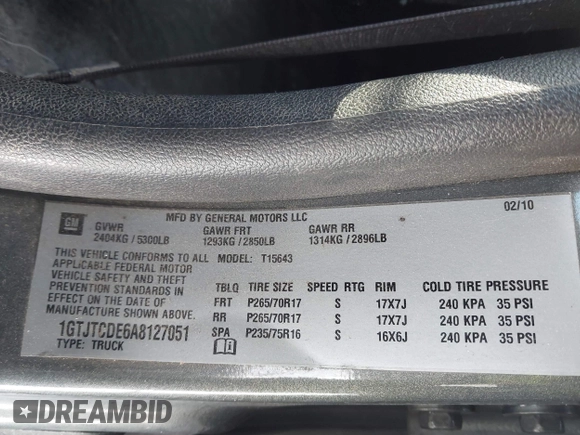 MFD BY GENERAL MOTORS LLC 02/10
GM GVWR GAWR FRT GAWR RR
2404KG / 5300LB 1293KG / 2850LB 1314KG / 2896LB
THIS VEHICLE CONFORMS TO ALL MODEL: T15643
APPLICABLE FEDERAL MOTOR
VEHICLE SAFETY AND THEFT
PREVENTION STANDARDS IN
EFFECT ON THE DATE OF
MANUFACTURE SHOWN ABOVE.
1GTJTCDE6A8127051
TYPE: TRUCK
TBLQ TIRE SIZE SPEED RTG RIM COLD TIRE PRESSURE
FRT P265/70R17 S 17X7J 240 KPA 35 PSI
RR P265/70R17 S 17X7J 240 KPA 35 PSI
SPA P235/75R16 S 16X6J 240 KPA 35 PSI
DREAMBID